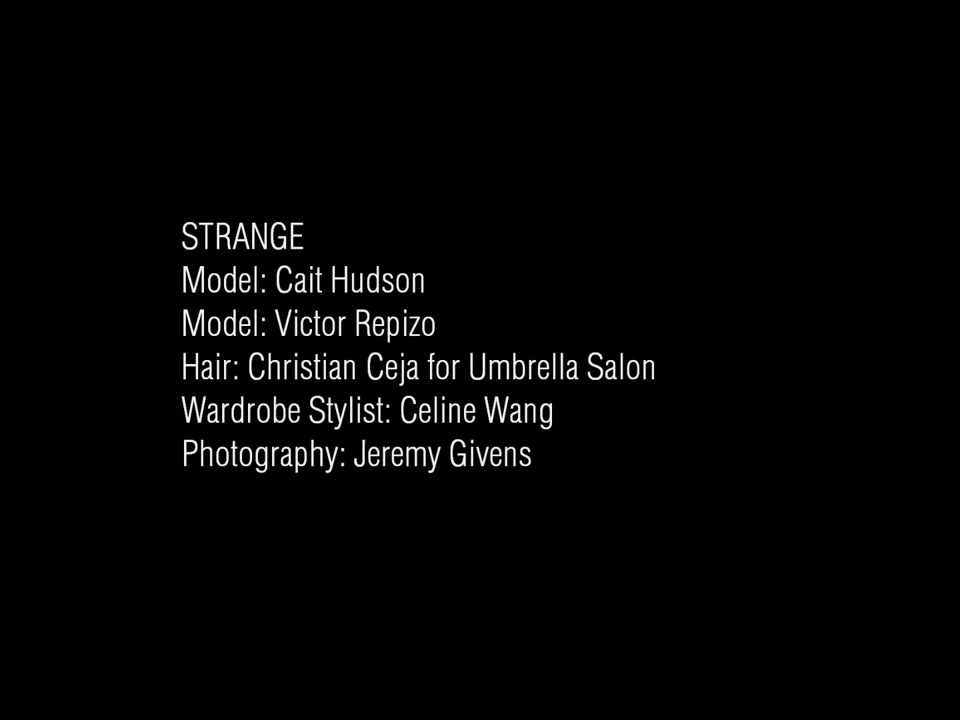 STRANGE
Model: Cait Hudson
Model: Victor Repizo
Hair: Christian Ceja for Umbrella Salon
Wardrobe Stylist: Celine Wang
Photography: Jeremy Givens